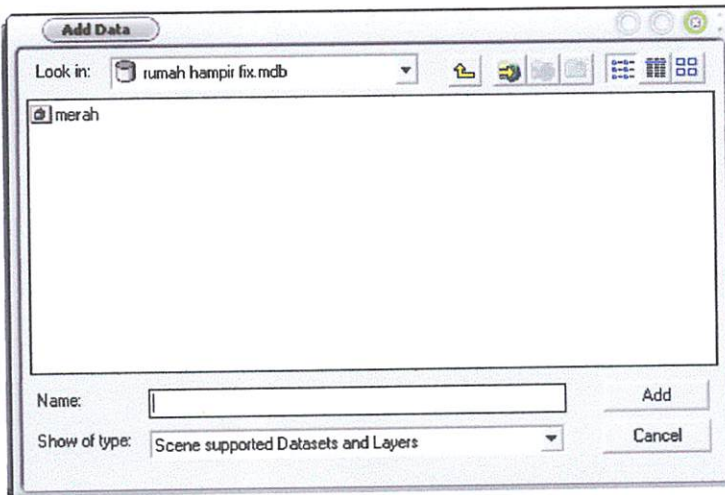 Add Data
Look in: rumah hampir fix.mdb
merah
Name: Add
Show of type: Scene supported Datasets and Layers Cancel